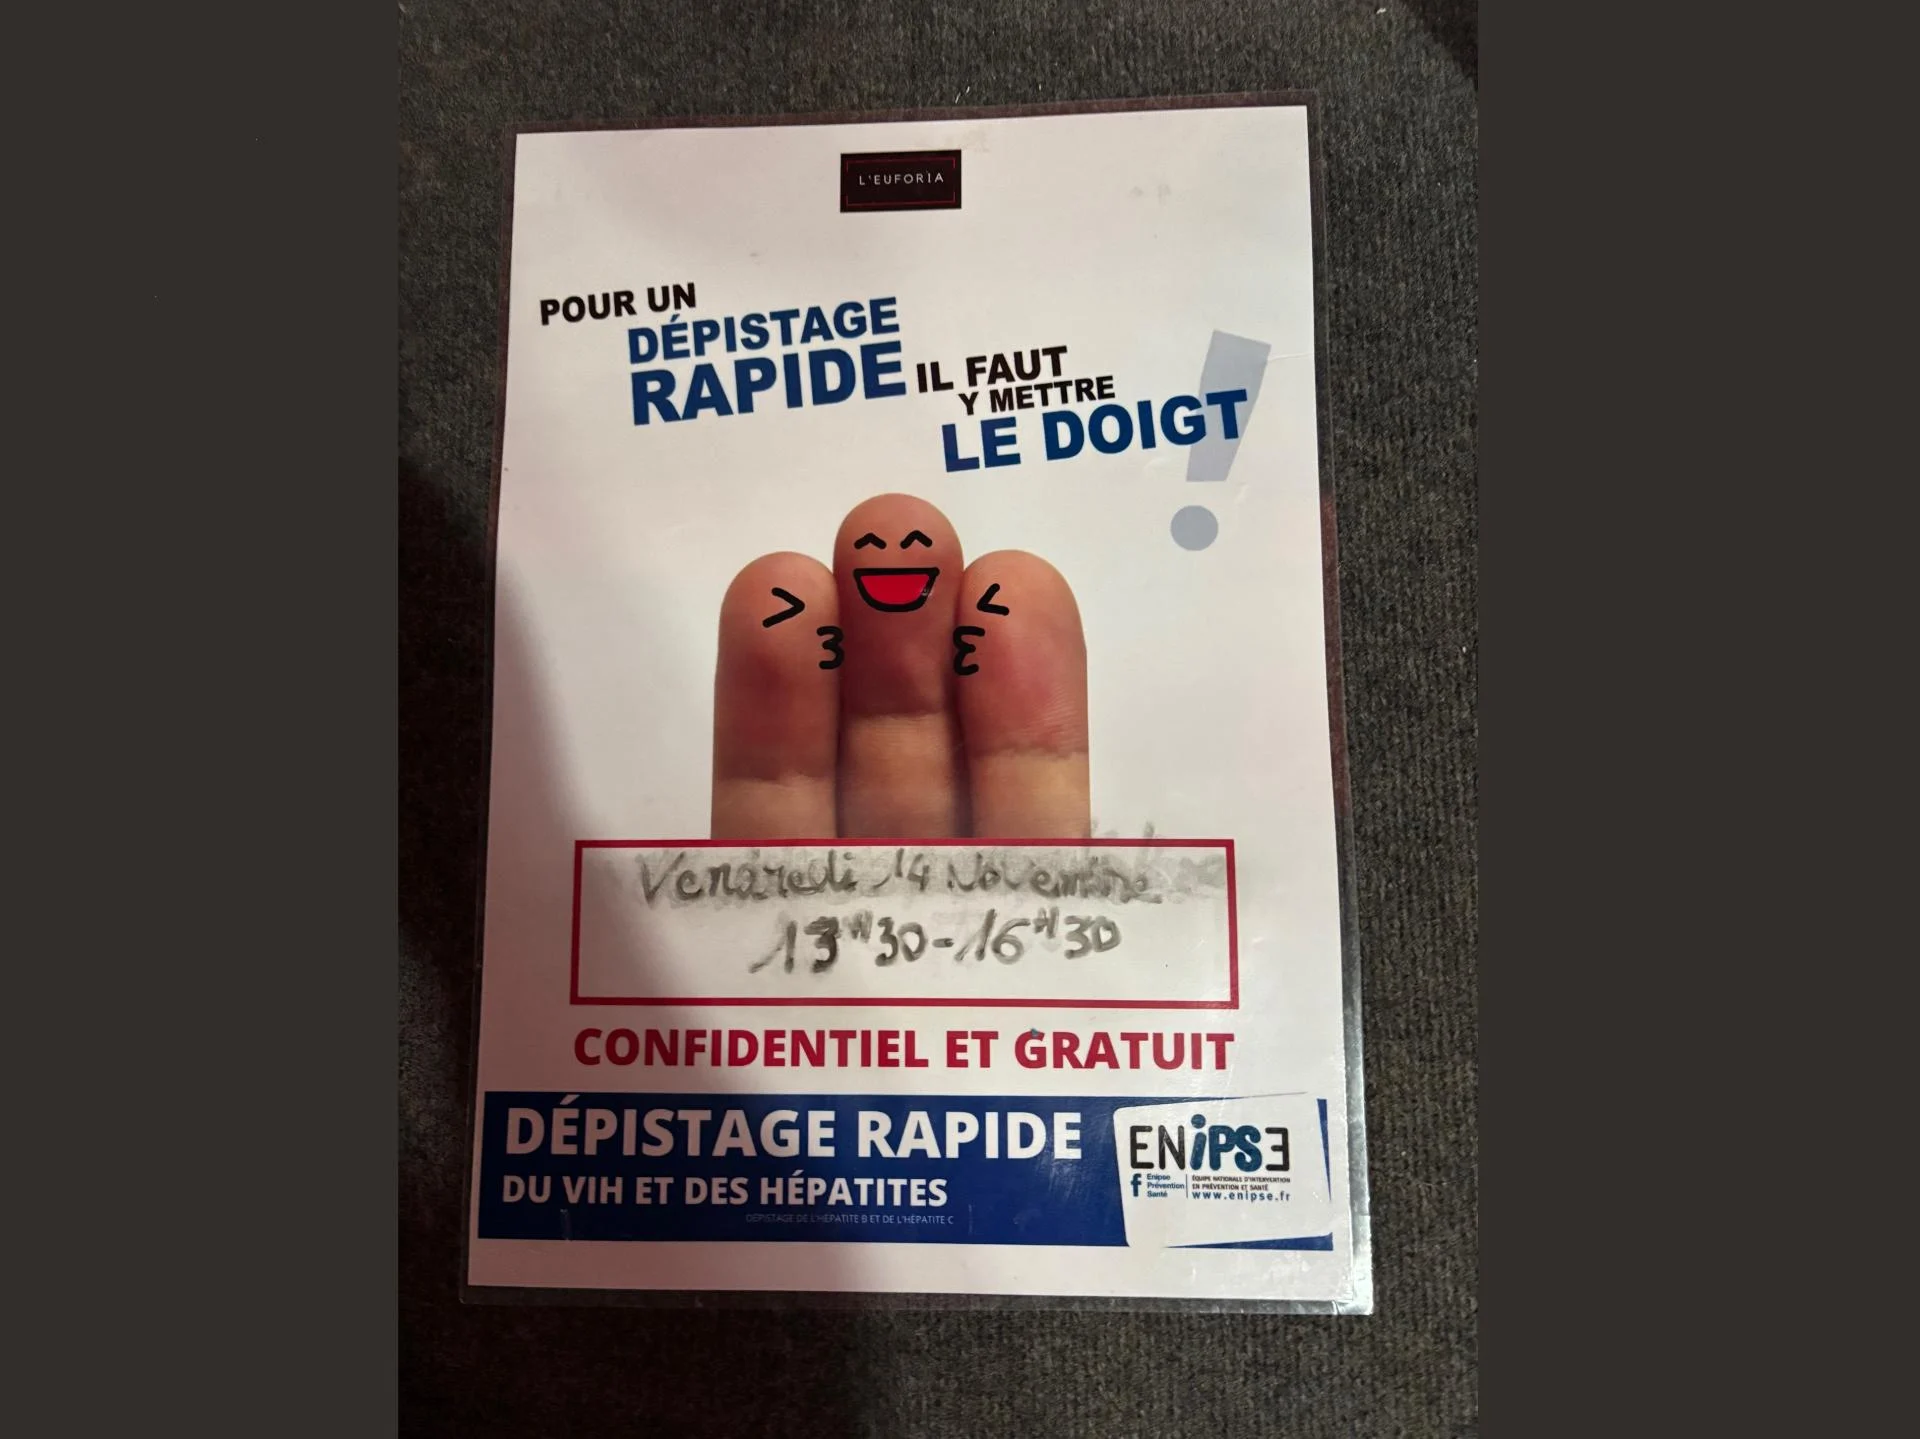 L'EUFORIA
POUR UN
DÉPISTAGE
RAPIDE
IL FAUT
Y METTRE
LE DOIGT
!
Vendredi 14 Novembre
13H30-16H30
CONFIDENTIEL ET GRATUIT
DÉPISTAGE RAPIDE
DU VIH ET DES HÉPATITES
DÉPISTAGE DE L'HÉPATITE B ET DE L'HÉPATITE C
ENiPSE
f
Enipse
Prévention
Santé
ÉQUIPE NATIONALE D'INTERVENTION
EN PRÉVENTION ET SANTÉ
www.enipse.fr